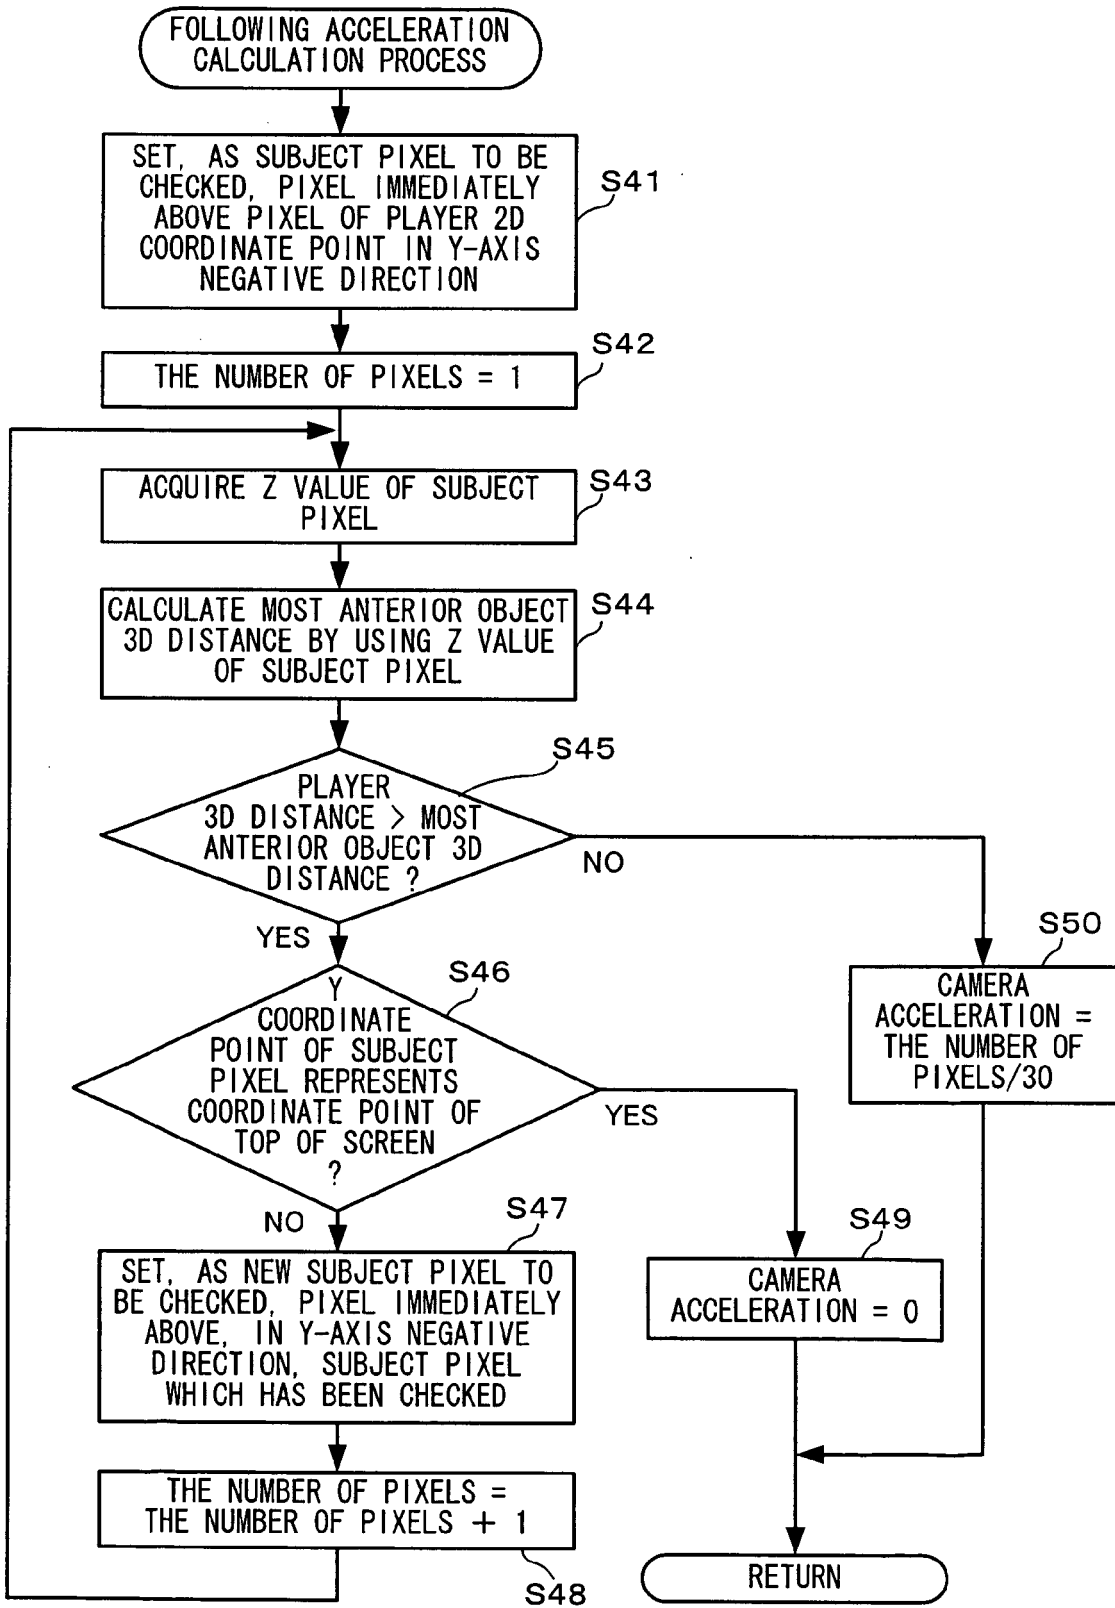 FOLLOWING ACCELERATION
CALCULATION PROCESS
SET, AS SUBJECT PIXEL TO BE
CHECKED, PIXEL IMMEDIATELY
ABOVE PIXEL OF PLAYER 2D
COORDINATE POINT IN Y-AXIS
NEGATIVE DIRECTION
S41
THE NUMBER OF PIXELS = 1
S42
ACQUIRE Z VALUE OF SUBJECT
PIXEL
S43
CALCULATE MOST ANTERIOR OBJECT
3D DISTANCE BY USING Z VALUE
OF SUBJECT PIXEL
S44
PLAYER
3D DISTANCE > MOST
ANTERIOR OBJECT 3D
DISTANCE ?
S45
NO
YES
S50
CAMERA
ACCELERATION =
THE NUMBER OF
PIXELS/30
Y
COORDINATE
POINT OF SUBJECT
PIXEL REPRESENTS
COORDINATE POINT OF
TOP OF SCREEN
?
S46
YES
NO
S49
CAMERA
ACCELERATION = 0
S47
SET, AS NEW SUBJECT PIXEL TO
BE CHECKED, PIXEL IMMEDIATELY
ABOVE, IN Y-AXIS NEGATIVE
DIRECTION, SUBJECT PIXEL
WHICH HAS BEEN CHECKED
THE NUMBER OF PIXELS =
THE NUMBER OF PIXELS + 1
S48
RETURN